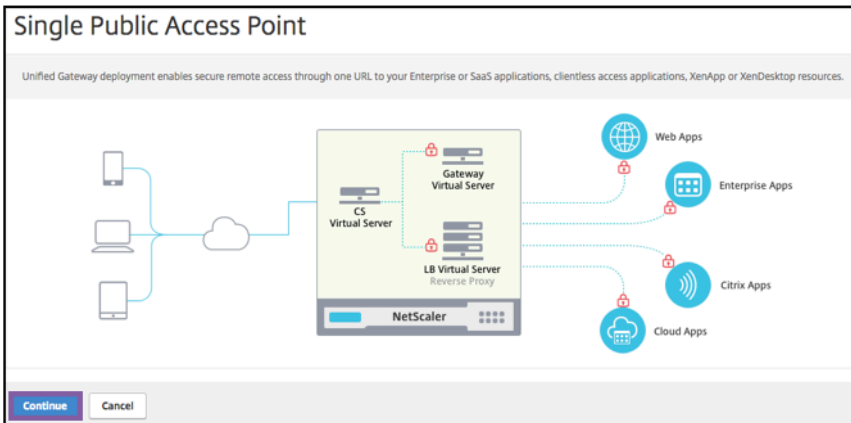 Single Public Access Point
Unified Gateway deployment enables secure remote access through one URL to your Enterprise or SaaS applications, clientless access applications, XenApp or XenDesktop resources.
Web Apps
Gateway
Virtual Server
Enterprise Apps
CS
Virtual Server
LB Virtual Server
Reverse Proxy
Citrix Apps
NetScaler
Cloud Apps
Continue
Cancel